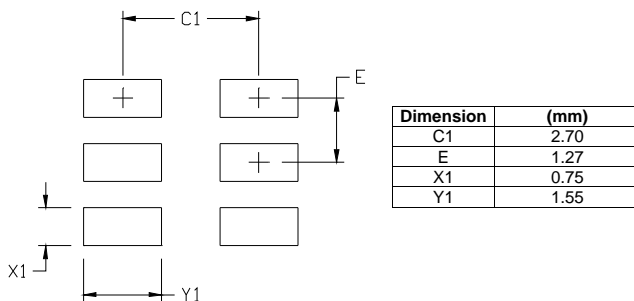 C1
E
X1
Y1
Dimension (mm)
C1 2.70
E 1.27
X1 0.75
Y1 1.55